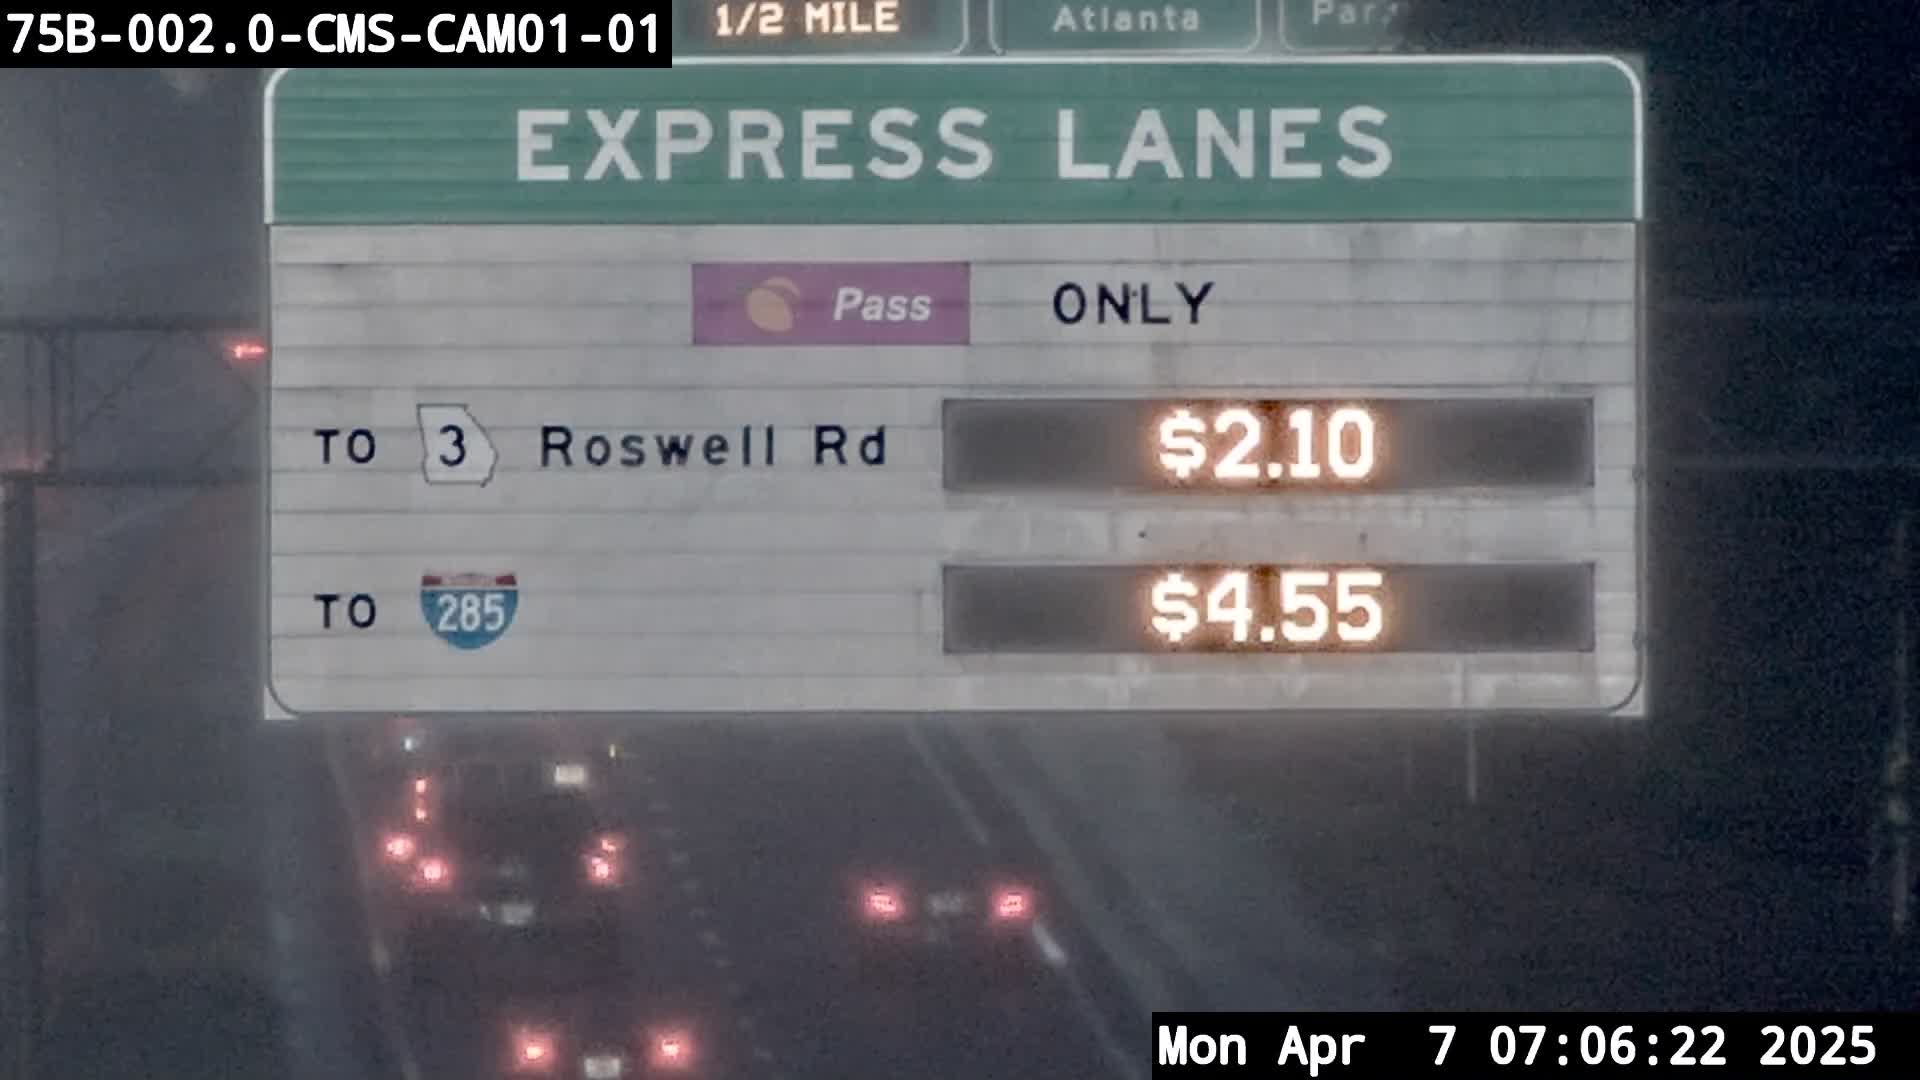 75B-002.0-CMS-CAM01-01
1/2 MILE
Atlanta
EXPRESS LANES
Pass ONLY
TO 3 Roswell Rd $2.10
TO 285 $4.55
Mon Apr 7 07:06:22 2025